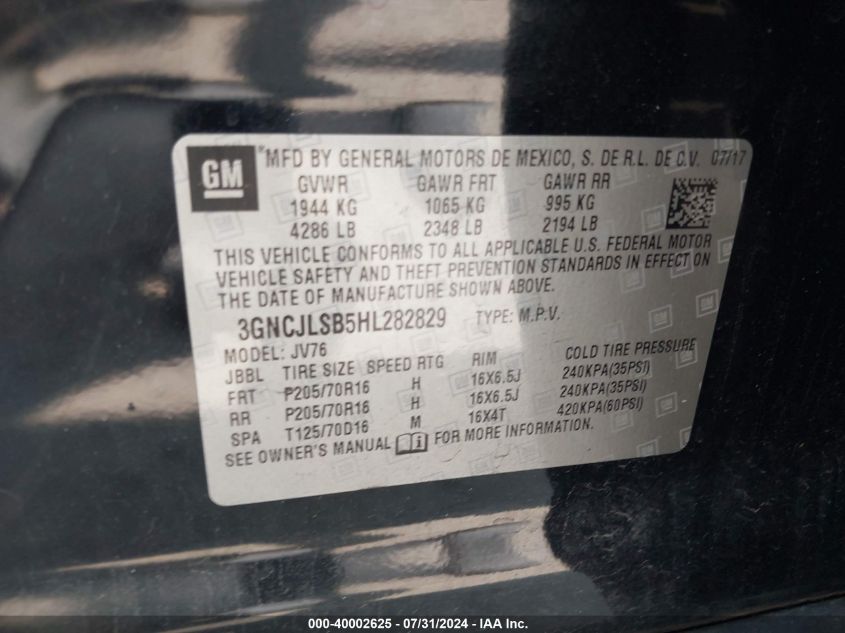 GM
*MFD BY GENERAL MOTORS DE MEXICO, S. DE R.L. DE C.V. 07/17
GVWR GAWR FRT GAWR RR
1944 KG 1065 KG 995 KG
4286 LB 2348 LB 2194 LB
THIS VEHICLE CONFORMS TO ALL APPLICABLE U.S. FEDERAL MOTOR
VEHICLE SAFETY AND THEFT PREVENTION STANDARDS IN EFFECT ON
THE DATE OF MANUFACTURE SHOWN ABOVE.
3GNCJLSB5HL282829 TYPE: M.P.V.
MODEL: JV76
JBBL TIRE SIZE SPEED RTG RIM COLD TIRE PRESSURE
FRT P205/70R16 H 16X6.5J 240KPA(35PSI)
RR P205/70R16 H 16X6.5J 240KPA(35PSI)
SPA T125/70D16 M 16X4T 420KPA(60PSI)
SEE OWNER'S MANUAL FOR MORE INFORMATION.
000-40002625 - 07/31/2024 - IAA Inc.